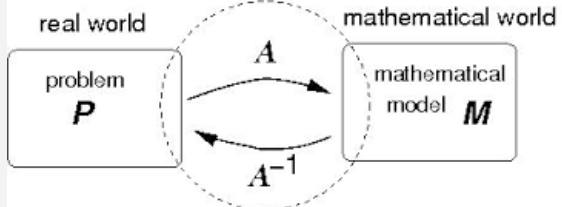 real world
mathematical world
problem
P
A
mathematical
model M
A⁻¹